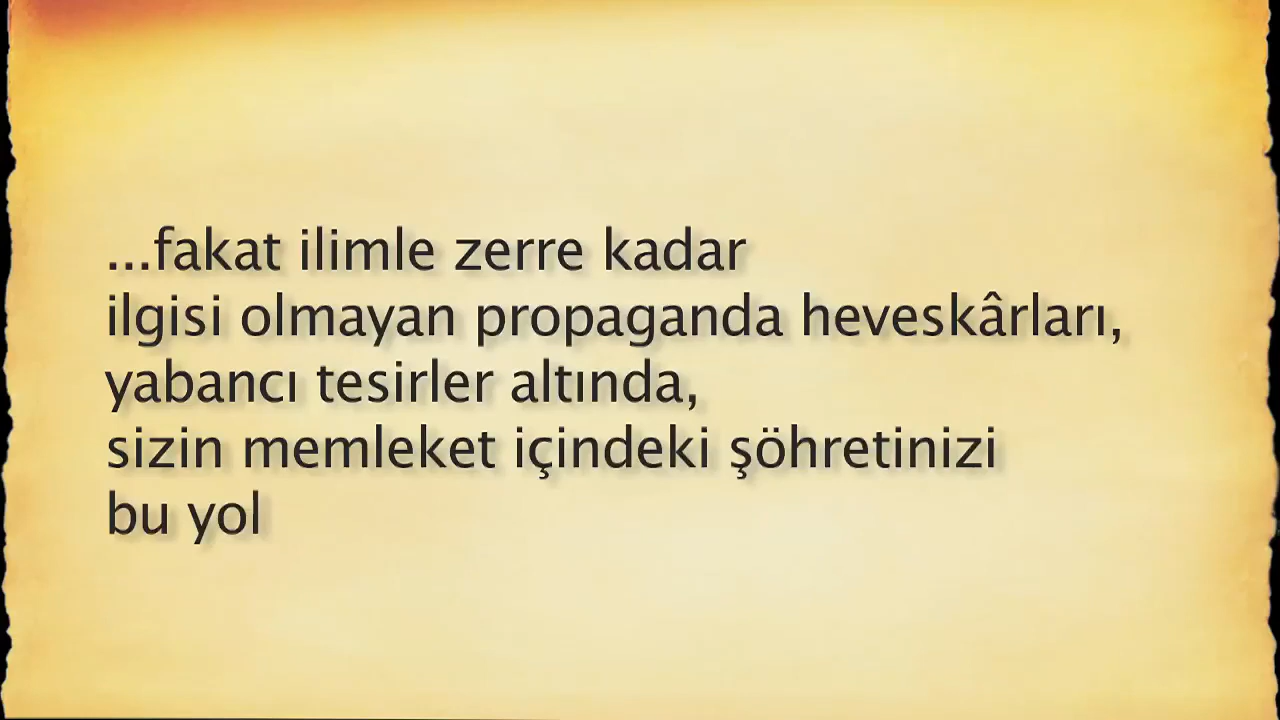 ...fakat ilimle zerre kadar
ilgisi olmayan propaganda heveskârları,
yabancı tesirler altında,
sizin memleket içindeki şöhretinizi
bu yol